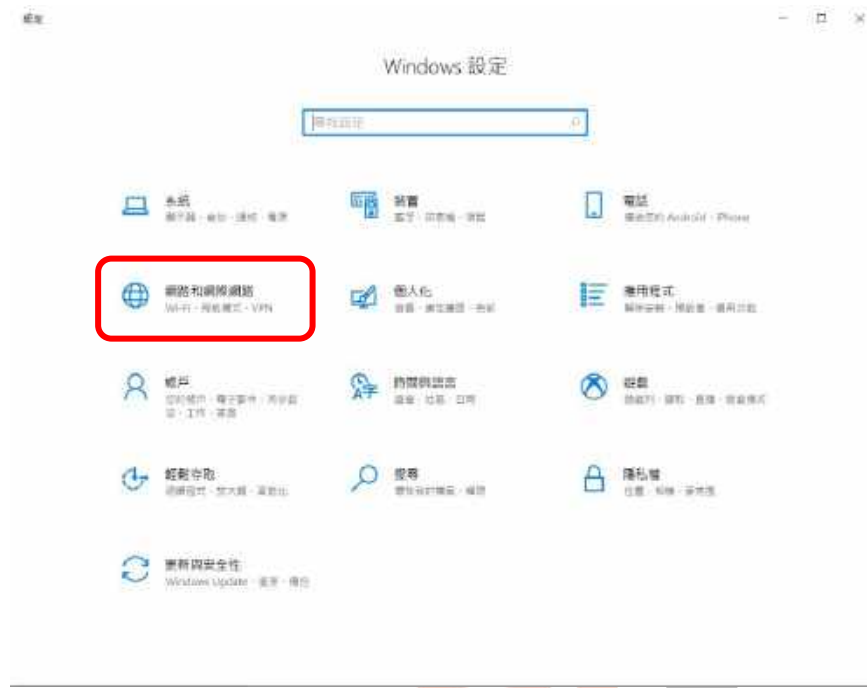 設定
Windows 設定
尋找設定
系統
顯示器、音效、通知、電源
裝置
藍牙、印表機、滑鼠
電話
連結您的 Android、iPhone
網路和網際網路
Wi-Fi、飛航模式、VPN
個人化
背景、鎖定畫面、色彩
應用程式
解除安裝、預設值、選用功能
帳戶
您的帳戶、電子郵件、同步設
定、工作、家庭
時間與語言
語音、地區、日期
遊戲
遊戲列、擷取、直播、遊戲模式
輕鬆存取
朗讀程式、放大鏡、高對比
搜尋
尋找我的檔案、權限
隱私權
位置、相機、麥克風
更新與安全性
Windows Update、復原、備份